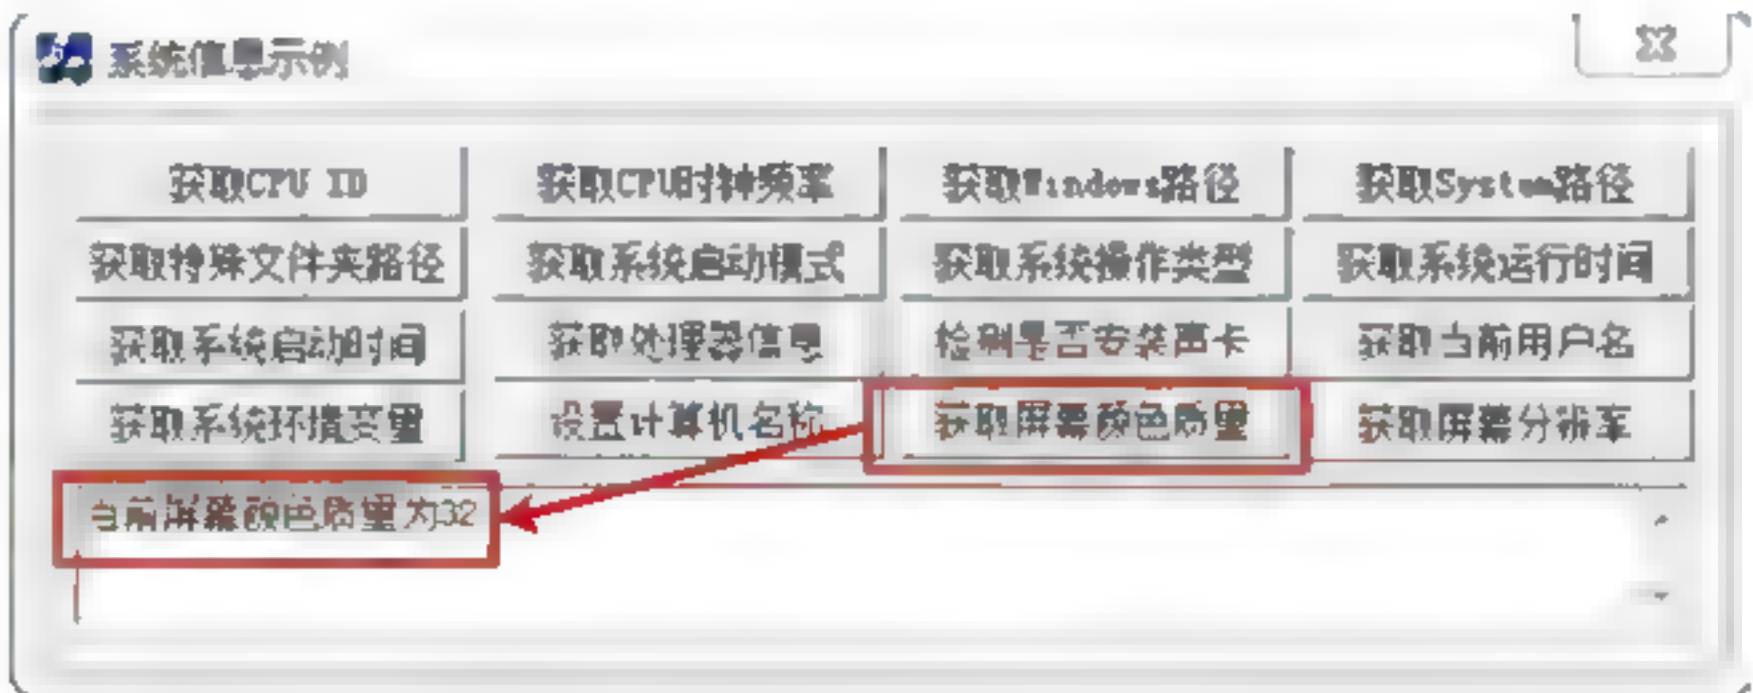 系统信息示例
获取CPU ID 获取CPU时钟频率 获取Windows路径 获取System路径
获取特殊文件夹路径 获取系统启动模式 获取系统操作类型 获取系统运行时间
获取系统启动时间 获取处理器信息 检测是否安装声卡 获取当前用户名
获取系统环境变量 设置计算机名称 获取屏幕颜色质量 获取屏幕分辨率
当前屏幕颜色质量为32